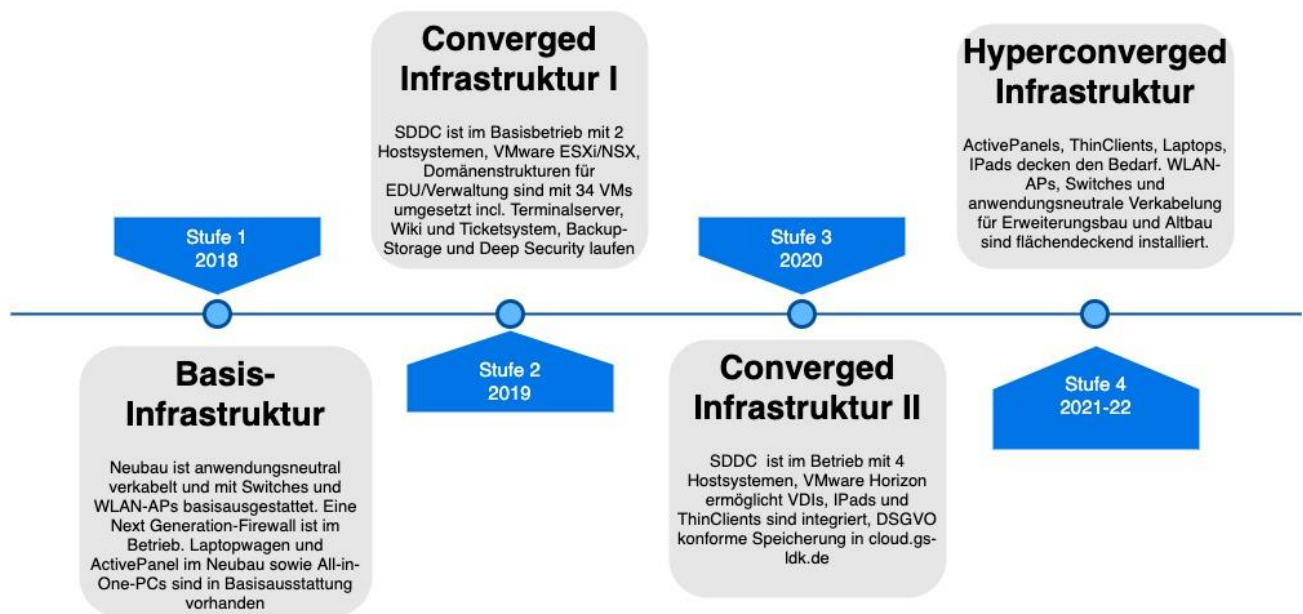 Stufe 1
2018
Basis-
Infrastruktur
Neubau ist anwendungsneutral
verkabelt und mit Switches und
WLAN-APs basisausgestattet. Eine
Next Generation-Firewall ist im
Betrieb. Laptopwagen und
ActivePanel im Neubau sowie All-in-
One-PCs sind in Basisausstattung
vorhanden
Converged
Infrastruktur I
SDDC ist im Basisbetrieb mit 2
Hostsystemen, VMware ESXi/NSX,
Domänenstrukturen für
EDU/Verwaltung sind mit 34 VMs
umgesetzt incl. Terminalserver,
Wiki und Ticketsystem, Backup-
Storage und Deep Security laufen
Stufe 2
2019
Stufe 3
2020
Converged
Infrastruktur II
SDDC  ist im Betrieb mit 4
Hostsystemen, VMware Horizon
ermöglicht VDIs, IPads und
ThinClients sind integriert, DSGVO
konforme Speicherung in cloud.gs-
ldk.de
Hyperconverged
Infrastruktur
ActivePanels, ThinClients, Laptops,
IPads decken den Bedarf. WLAN-
APs, Switches und
anwendungsneutrale Verkabelung
für Erweiterungsbau und Altbau
sind flächendeckend installiert.
Stufe 4
2021-22